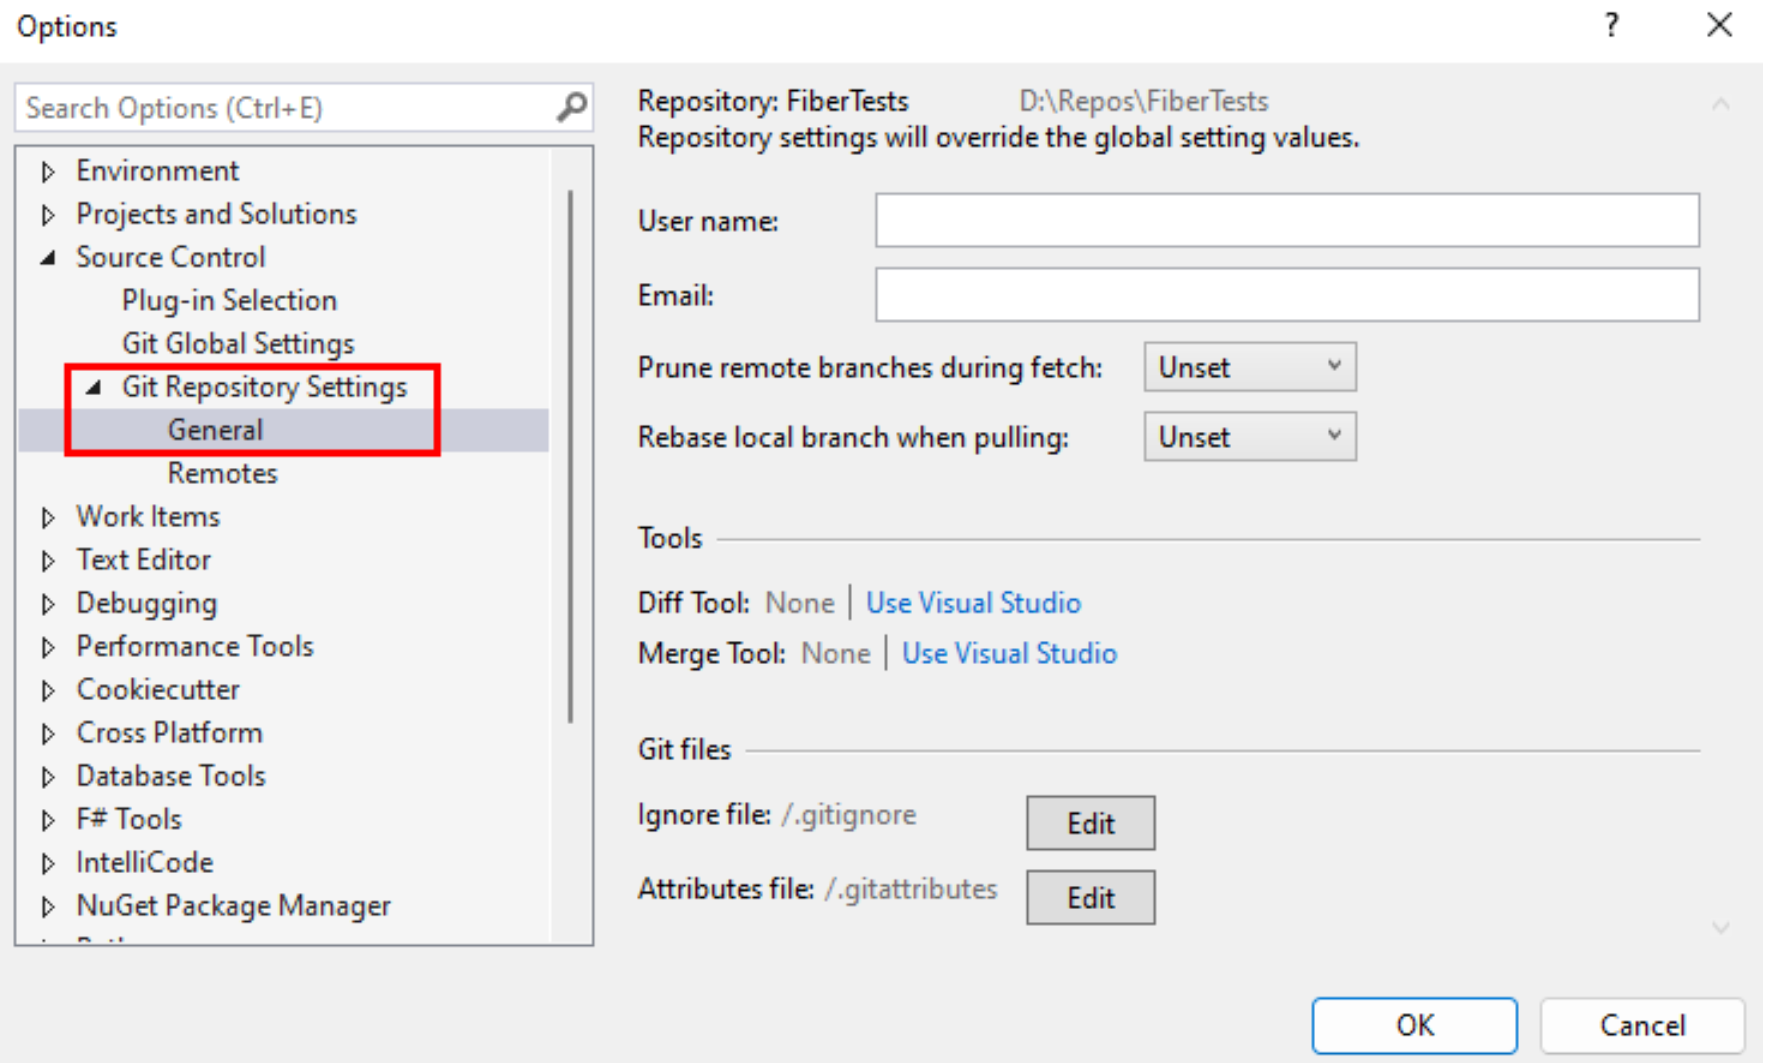 Options
?
Search Options (Ctrl+E)
Environment
Projects and Solutions
Source Control
Plug-in Selection
Git Global Settings
Git Repository Settings
General
Remotes
Work Items
Text Editor
Debugging
Performance Tools
Cookiecutter
Cross Platform
Database Tools
F# Tools
IntelliCode
NuGet Package Manager
Repository: FiberTests D:\Repos\FiberTests
Repository settings will override the global setting values.
User name:
Email:
Prune remote branches during fetch: Unset
Rebase local branch when pulling: Unset
Tools
Diff Tool: None | Use Visual Studio
Merge Tool: None | Use Visual Studio
Git files
Ignore file: /.gitignore Edit
Attributes file: /.gitattributes Edit
OK Cancel